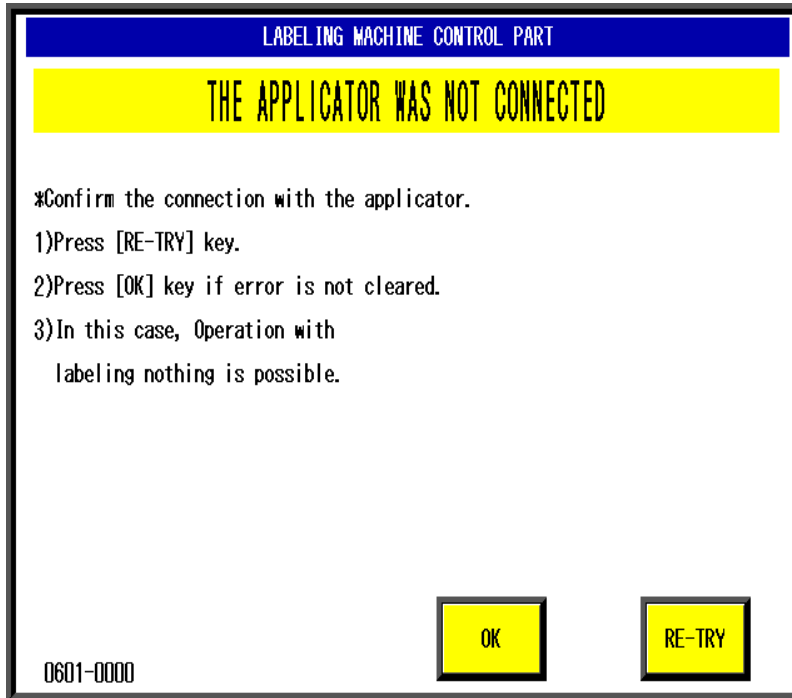 LABELING MACHINE CONTROL PART
THE APPLICATOR WAS NOT CONNECTED
*Confirm the connection with the applicator.
1)Press [RE-TRY] key.
2)Press [OK] key if error is not cleared.
3)In this case, Operation with
labeling nothing is possible.
OK
RE-TRY
0601-0000